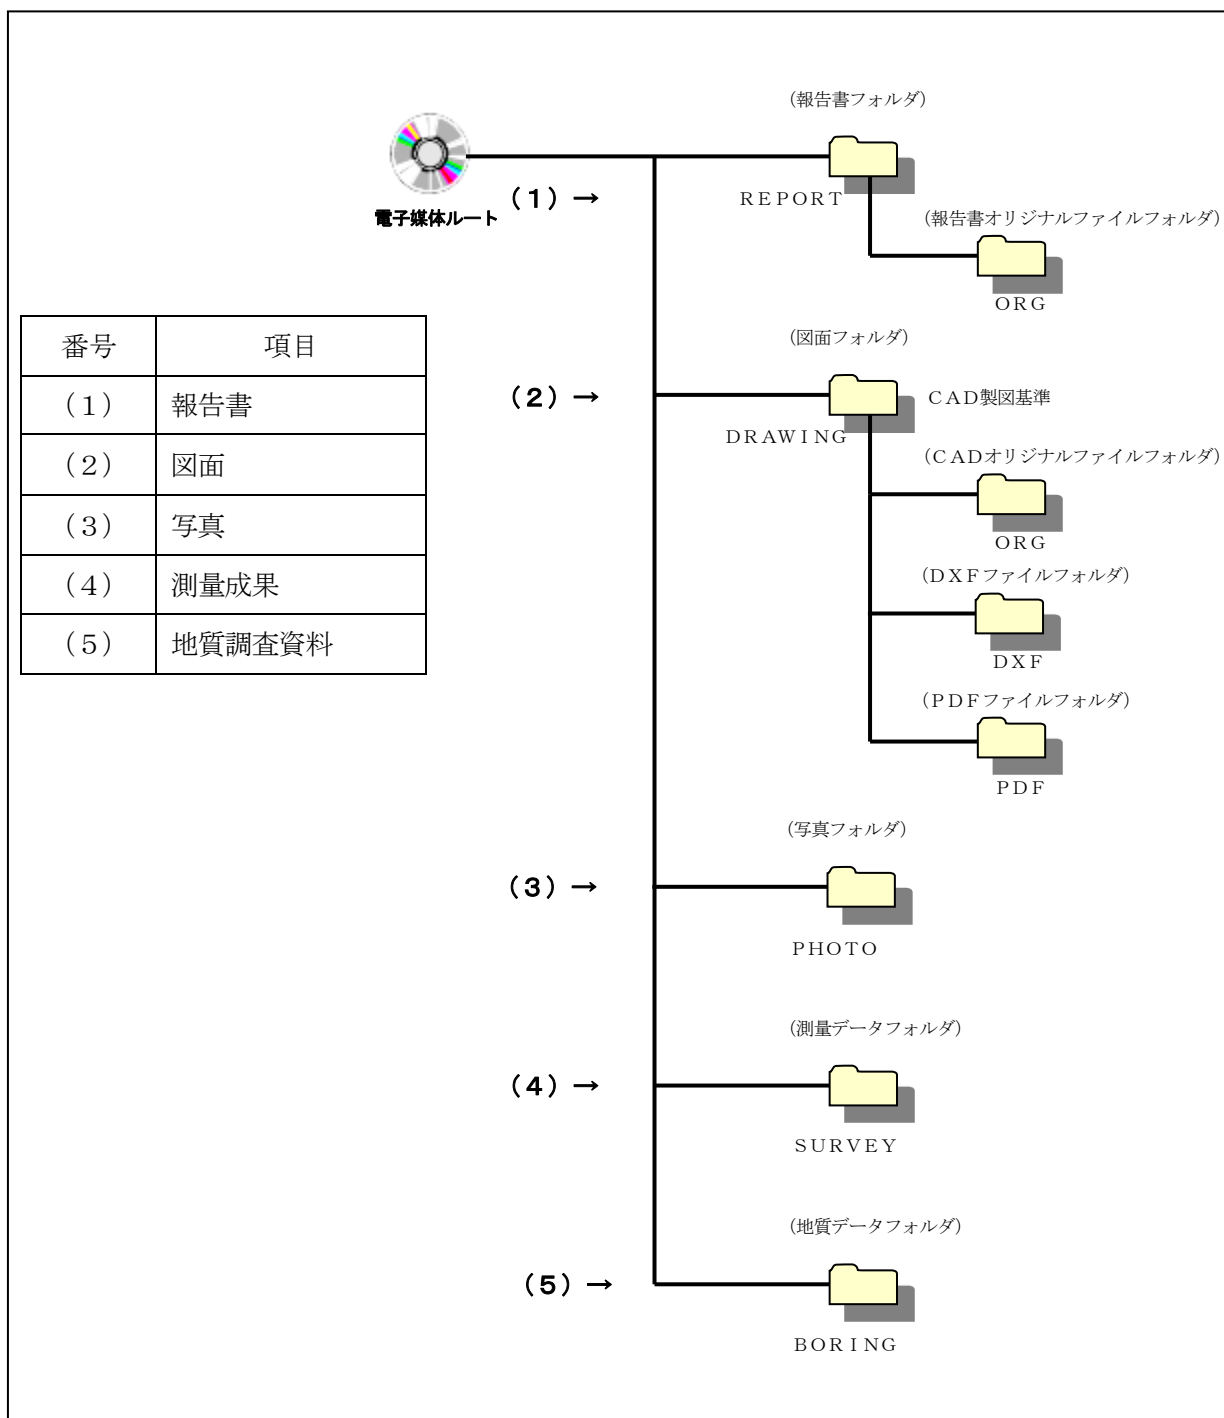 (報告書フォルダ)
(1)→
REPORT
電子媒体ルート
(報告書オリジナルファイルフォルダ)
ORG
番号 項目
(1) 報告書
(2) 図面
(3) 写真
(4) 測量成果
(5) 地質調査資料
(図面フォルダ)
(2)→
CAD製図基準
DRAWING
(CADオリジナルファイルフォルダ)
ORG
(DXFファイルフォルダ)
DXF
(PDFファイルフォルダ)
PDF
(写真フォルダ)
(3)→
PHOTO
(測量データフォルダ)
(4)→
SURVEY
(地質データフォルダ)
(5)→
BORING